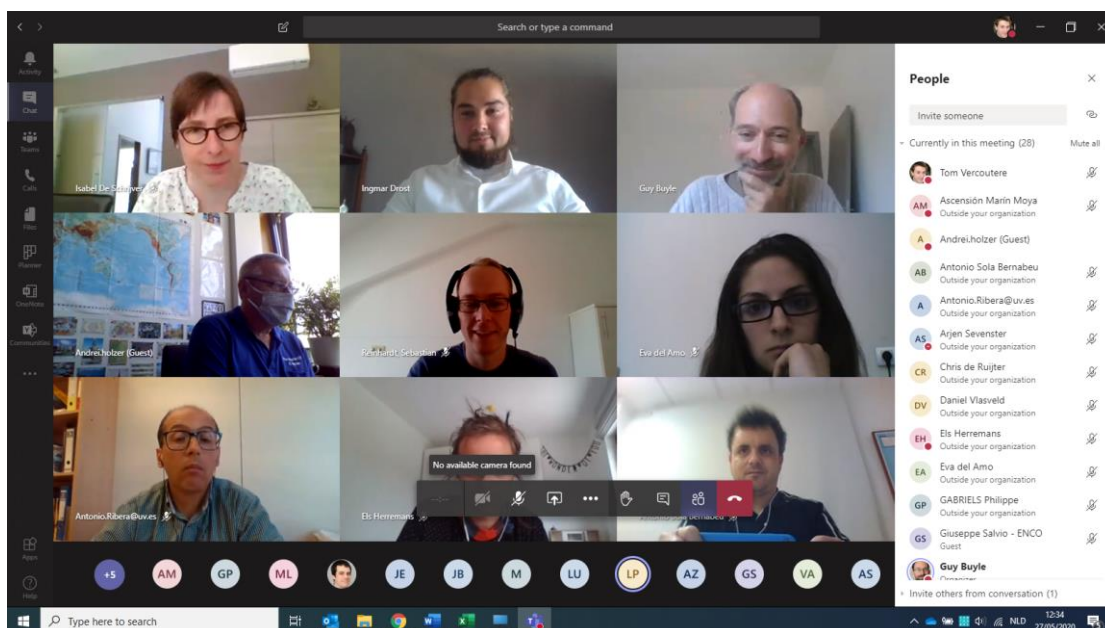 Search or type a command
Activity
Chat
Teams
Calls
Files
Planner
OneNote
Communities
Apps
Help
Ingmar Drost
Guy Buyle
Andrei.holzer (Guest)
Reinhardt, Sebastian
Eva del Amo
Antonio.Ribera@uv.es
Els Herremans
No available camera found
+5
AM
GP
ML
JE
JB
M
LU
LP
AZ
GS
VA
AS
People
Invite someone
Currently in this meeting (28)
Mute all
Tom Vercoutere
AM
Ascensión Marín Moya
Outside your organization
A
Andrei.holzer (Guest)
AB
Antonio Sola Bernabeu
Outside your organization
A
Antonio.Ribera@uv.es
Outside your organization
AS
Arjen Sevenster
Outside your organization
CR
Chris de Ruijter
Outside your organization
DV
Daniel Vlasveld
Outside your organization
EH
Els Herremans
Outside your organization
EA
Eva del Amo
Outside your organization
GP
GABRIELS Philippe
Outside your organization
GS
Giuseppe Salvio - ENCO
Guest
Guy Buyle
Organizer
Invite others from conversation (1)
Type here to search
NLD
12:34
27/05/2020